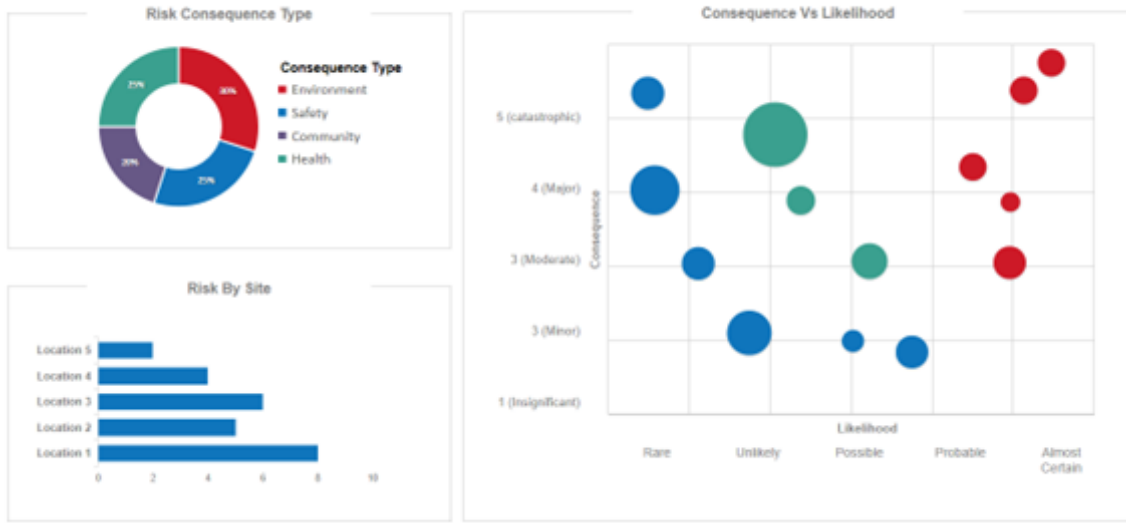 Risk Consequence Type
30%
25%
20%
25%
Consequence Type
Environment
Safety
Community
Health
Risk By Site
Location 5
Location 4
Location 3
Location 2
Location 1
0 2 4 6 8 10
Consequence Vs Likelihood
Consequence
5 (catastrophic)
4 (Major)
3 (Moderate)
3 (Minor)
1 (Insignificant)
Likelihood
Rare Unlikely Possible Probable Almost
Certain